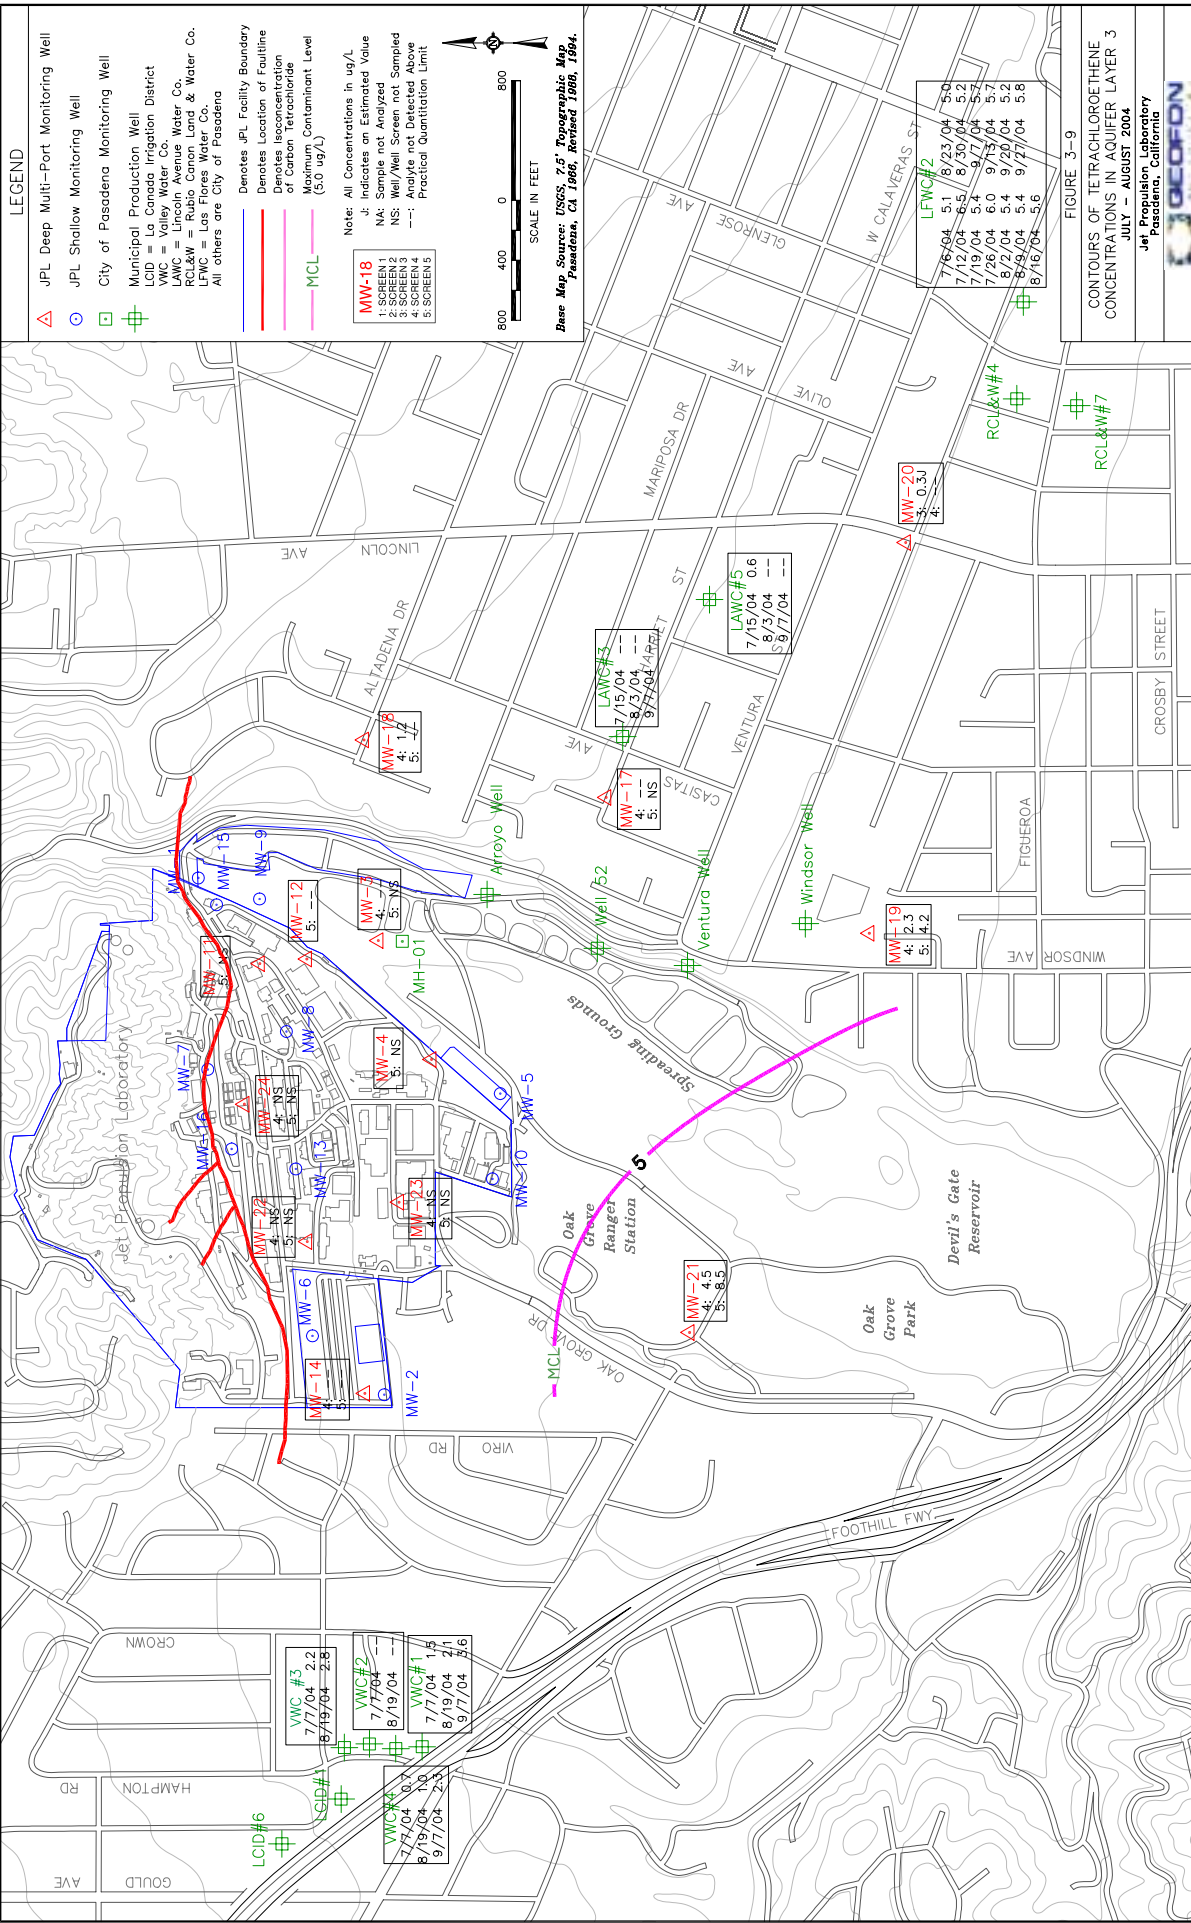 LEGEND
JPL Deep Multi-Port Monitoring Well
JPL Shallow Monitoring Well
City of Pasadena Monitoring Well
Municipal Production Well
LCID = La Canada Irrigation District
VWC = Valley Water Co.
LAWC = Lincoln Avenue Water Co.
RCL&W = Rubio Canon Land & Water Co.
LFWC = Las Flores Water Co.
All others are City of Pasadena
Denotes JPL Facility Boundary
Denotes Location of Faultline
Denotes Isoconcentration
of Carbon Tetrachloride
MCL
Maximum Contaminant Level
(5.0 ug/L)
Note: All Concentrations in ug/L
J: Indicates an Estimated Value
NA: Sample not Analyzed
NS: Well/Well Screen not Sampled
--: Analyte not Detected Above
Practical Quantitation Limit
MW-18
1: SCREEN 1
2: SCREEN 2
3: SCREEN 3
4: SCREEN 4
5: SCREEN 5
N
800 400 0 800
SCALE IN FEET
Base Map Source: USGS, 7.5' Topographic Map
Pasadena, CA 1966, Revised 1988, 1994.
FIGURE 3-9
CONTOURS OF TETRACHLOROETHENE
CONCENTRATIONS IN AQUIFER LAYER 3
JULY - AUGUST 2004
Jet Propulsion Laboratory
Pasadena, California
GEOFON
LFWC#2
7/6/04 5.1 8/23/04 5.0
7/12/04 6.5 8/30/04 5.2
7/19/04 5.4 9/7/04 5.7
7/26/04 6.0 9/13/04 5.7
8/2/04 5.4 9/20/04 5.2
8/9/04 5.4 9/27/04 5.8
8/16/04 5.6
RCL&W#4
RCL&W#7
MW-20
3: 0.3J
4: --
LAWC#5
7/15/04 0.6
8/3/04 --
9/7/04 --
LAWC#3
7/15/04 --
8/3/04 --
9/7/04 --
MW-18
4: 1.2
5: --
MW-17
4: --
5: NS
Arroyo Well
Well 52
Ventura Well
Windsor Well
MW-19
4: 2.3
5: 4.2
MW-1
MW-15
MW-9
MW-12
5: --
MW-3
4: --
5: NS
MH-01
MW-11
MW-8
MW-7
MW-4
5: NS
MW-24
4: NS
5: NS
MW-16
MW-13
MW-5
MW-10
MW-22
4: NS
5: NS
MW-23
4: NS
5: NS
MW-6
MW-14
4: --
5: --
MW-2
MW-21
4: 4.5
5: 8.5
5
MCL
VWC #3
7/7/04 2.2
8/19/04 2.8
VWC#2
7/7/04 --
8/19/04 --
VWC#1
7/7/04 1.5
8/19/04 2.1
9/7/04 3.6
VWC#4
7/7/04
8/19/04 1.0
9/7/04 2.3
LCID#1
LCID#6
Jet Propulsion Laboratory
Spreading Grounds
Oak
Grove
Ranger
Station
Devil's Gate
Reservoir
Oak
Grove
Park
GLENROSE AVE
W CALAVERAS ST
OLIVE AVE
MARIPOSA DR
LINCOLN AVE
ALTADENA DR
HARRIET ST
CASITAS AVE
VENTURA ST
FIGUEROA
CROSBY STREET
WINDSOR AVE
OAK GROVE DR
VIRO RD
FOOTHILL FWY
CROWN
HAMPTON RD
GOULD AVE